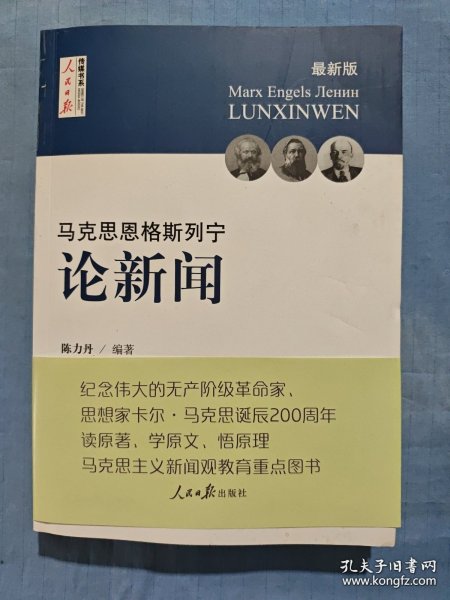 人民日报
传媒书系
最新版
Marx Engels Ленин
LUNXINWEN
马克思恩格斯列宁
论新闻
陈力丹 / 编著
纪念伟大的无产阶级革命家、
思想家卡尔·马克思诞辰200周年
读原著、学原文、悟原理
马克思主义新闻观教育重点图书
人民日报出版社
孔夫子旧书网
www.kongfz.com